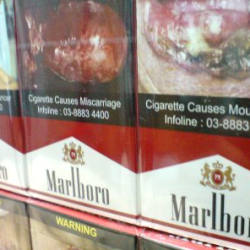 Cigarette Causes Miscarriage
Infoline : 03-8883 4400
Cigarette Causes Mou
Infoline : 03-8883
Marlboro
Marlboro
WARNING